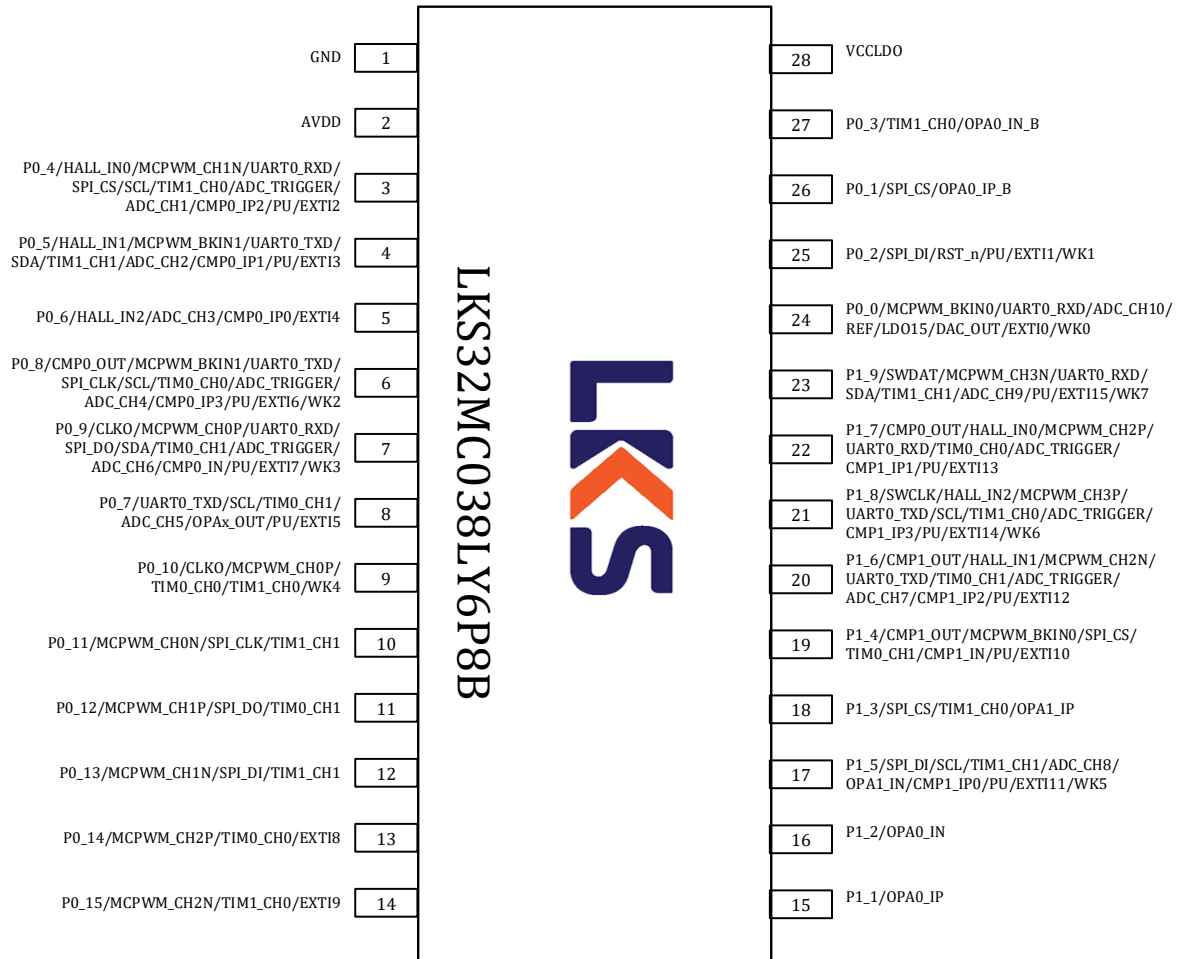 GND
1
AVDD
2
P0_4/HALL_IN0/MCPWM_CH1N/UART0_RXD/
SPI_CS/SCL/TIM1_CH0/ADC_TRIGGER/
ADC_CH1/CMP0_IP2/PU/EXTI2
3
P0_5/HALL_IN1/MCPWM_BKIN1/UART0_TXD/
SDA/TIM1_CH1/ADC_CH2/CMP0_IP1/PU/EXTI3
4
P0_6/HALL_IN2/ADC_CH3/CMP0_IP0/EXTI4
5
P0_8/CMP0_OUT/MCPWM_BKIN1/UART0_TXD/
SPI_CLK/SCL/TIM0_CH0/ADC_TRIGGER/
ADC_CH4/CMP0_IP3/PU/EXTI6/WK2
6
P0_9/CLKO/MCPWM_CH0P/UART0_RXD/
SPI_DO/SDA/TIM0_CH1/ADC_TRIGGER/
ADC_CH6/CMP0_IN/PU/EXTI7/WK3
7
P0_7/UART0_TXD/SCL/TIM0_CH1/
ADC_CH5/OPAx_OUT/PU/EXTI5
8
P0_10/CLKO/MCPWM_CH0P/
TIM0_CH0/TIM1_CH0/WK4
9
P0_11/MCPWM_CH0N/SPI_CLK/TIM1_CH1
10
P0_12/MCPWM_CH1P/SPI_DO/TIM0_CH1
11
P0_13/MCPWM_CH1N/SPI_DI/TIM1_CH1
12
P0_14/MCPWM_CH2P/TIM0_CH0/EXTI8
13
P0_15/MCPWM_CH2N/TIM1_CH0/EXTI9
14
LKS32MC038LY6P8B
LKS
28
VCCLDO
27
P0_3/TIM1_CH0/OPA0_IN_B
26
P0_1/SPI_CS/OPA0_IP_B
25
P0_2/SPI_DI/RST_n/PU/EXTI1/WK1
24
P0_0/MCPWM_BKIN0/UART0_RXD/ADC_CH10/
REF/LDO15/DAC_OUT/EXTI0/WK0
23
P1_9/SWDAT/MCPWM_CH3N/UART0_RXD/
SDA/TIM1_CH1/ADC_CH9/PU/EXTI15/WK7
22
P1_7/CMP0_OUT/HALL_IN0/MCPWM_CH2P/
UART0_RXD/TIM0_CH0/ADC_TRIGGER/
CMP1_IP1/PU/EXTI13
21
P1_8/SWCLK/HALL_IN2/MCPWM_CH3P/
UART0_TXD/SCL/TIM1_CH0/ADC_TRIGGER/
CMP1_IP3/PU/EXTI14/WK6
20
P1_6/CMP1_OUT/HALL_IN1/MCPWM_CH2N/
UART0_TXD/TIM0_CH1/ADC_TRIGGER/
ADC_CH7/CMP1_IP2/PU/EXTI12
19
P1_4/CMP1_OUT/MCPWM_BKIN0/SPI_CS/
TIM0_CH1/CMP1_IN/PU/EXTI10
18
P1_3/SPI_CS/TIM1_CH0/OPA1_IP
17
P1_5/SPI_DI/SCL/TIM1_CH1/ADC_CH8/
OPA1_IN/CMP1_IP0/PU/EXTI11/WK5
16
P1_2/OPA0_IN
15
P1_1/OPA0_IP